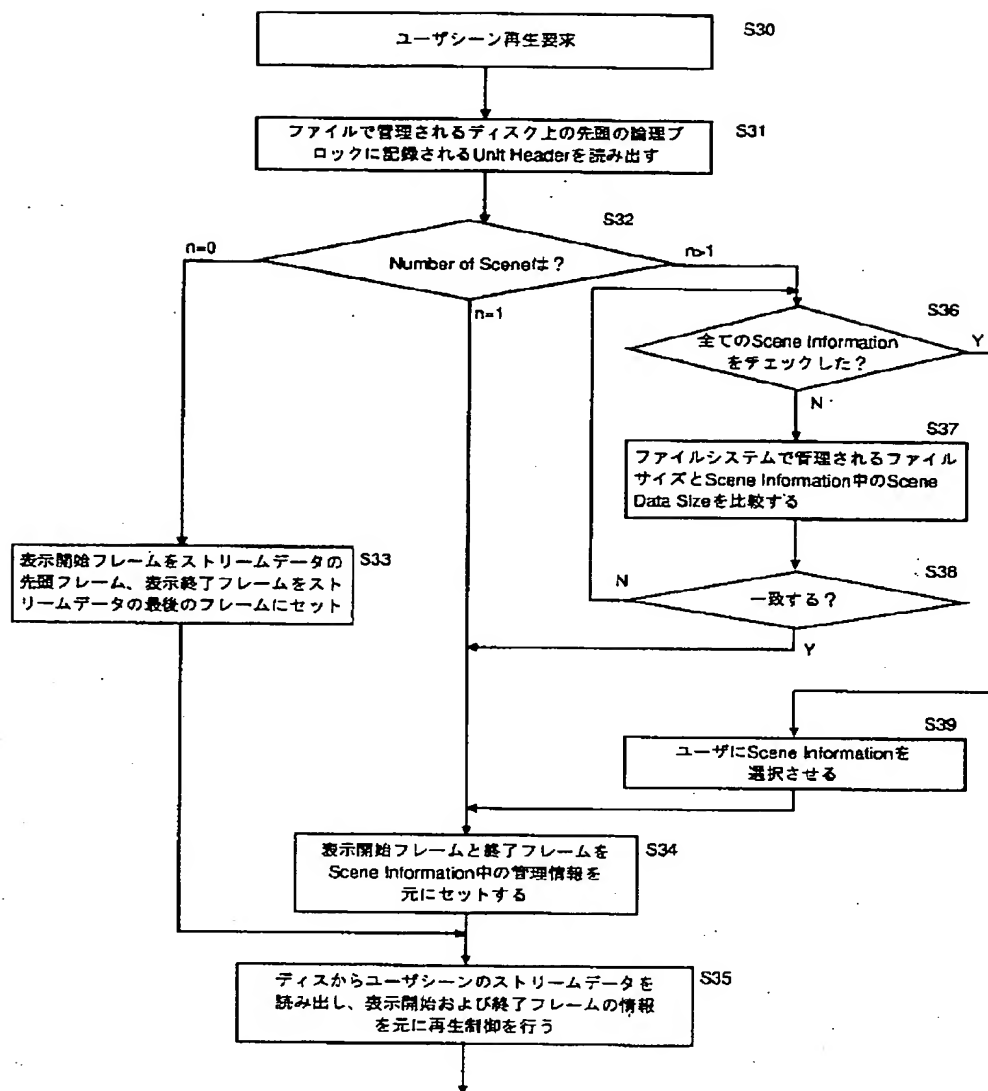 ユーザシーン再生要求
S30
ファイルで管理されるディスク上の先頭の論理ブ
ロックに記録されるUnit Headerを読み出す
S31
S32
Number of Sceneは？
n=0
n=1
n>1
S36
全てのScene Information
をチェックした？
Y
N
S37
ファイルシステムで管理されるファイル
サイズとScene Information中のScene
Data Sizeを比較する
S38
一致する？
N
Y
S33
表示開始フレームをストリームデータの
先頭フレーム、表示終了フレームをスト
リームデータの最後のフレームにセット
S39
ユーザにScene Informationを
選択させる
S34
表示開始フレームと終了フレームを
Scene Information中の管理情報を
元にセットする
S35
ディスからユーザシーンのストリームデータを
読み出し、表示開始および終了フレームの情報
を元に再生制御を行う